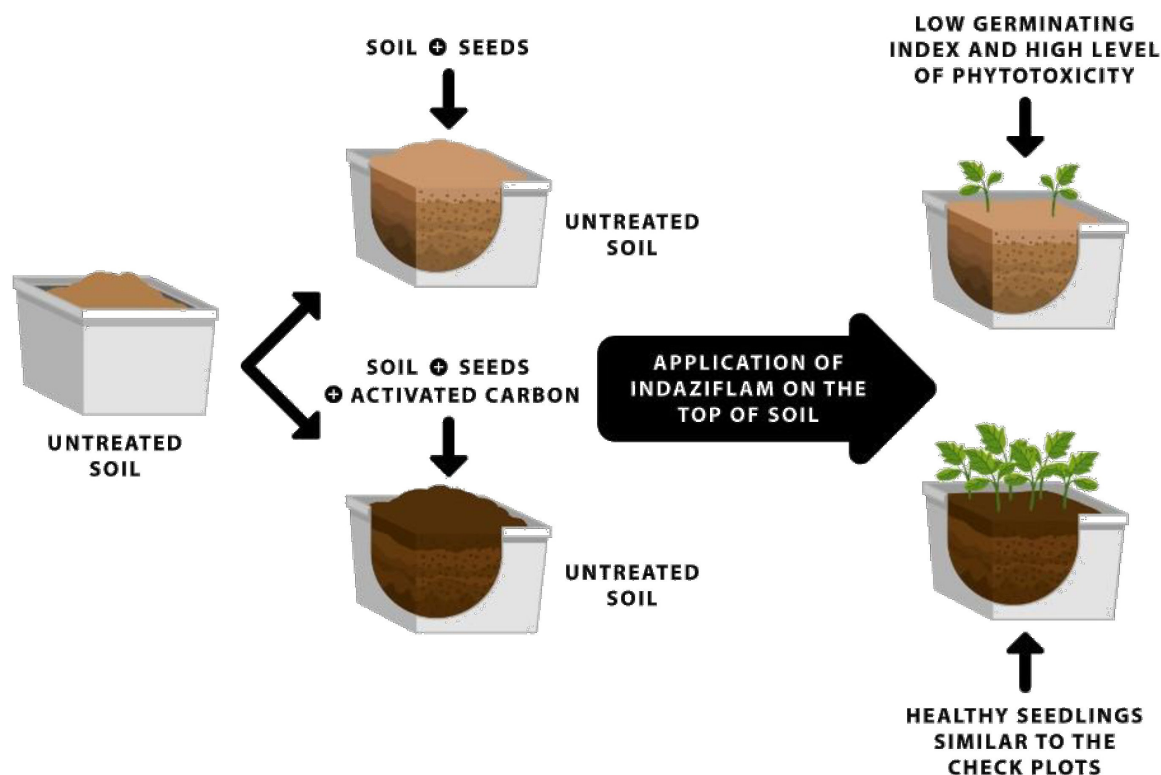 UNTREATED
SOIL
SOIL + SEEDS
UNTREATED
SOIL
SOIL + SEEDS
+ ACTIVATED CARBON
UNTREATED
SOIL
APPLICATION OF
INDAZIFLAM ON THE
TOP OF SOIL
LOW GERMINATING
INDEX AND HIGH LEVEL
OF PHYTOTOXICITY
HEALTHY SEEDLINGS
SIMILAR TO THE
CHECK PLOTS